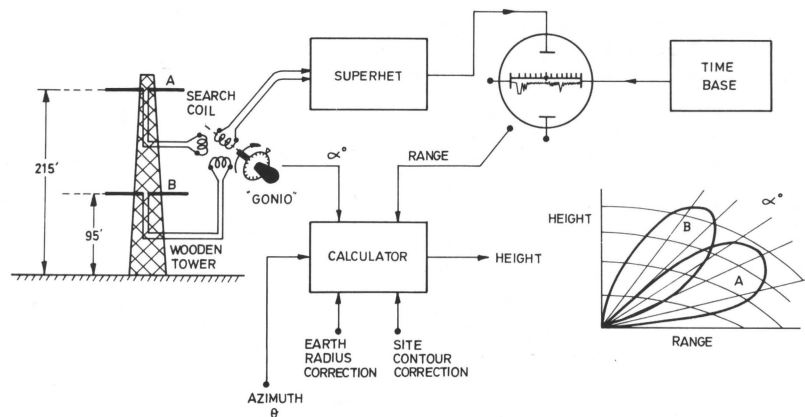 A
SEARCH
COIL
215'
B
95'
WOODEN
TOWER
"GONIO"
α°
SUPERHET
TIME
BASE
RANGE
CALCULATOR
HEIGHT
EARTH
RADIUS
CORRECTION
SITE
CONTOUR
CORRECTION
AZIMUTH
θ
HEIGHT
α°
B
A
RANGE